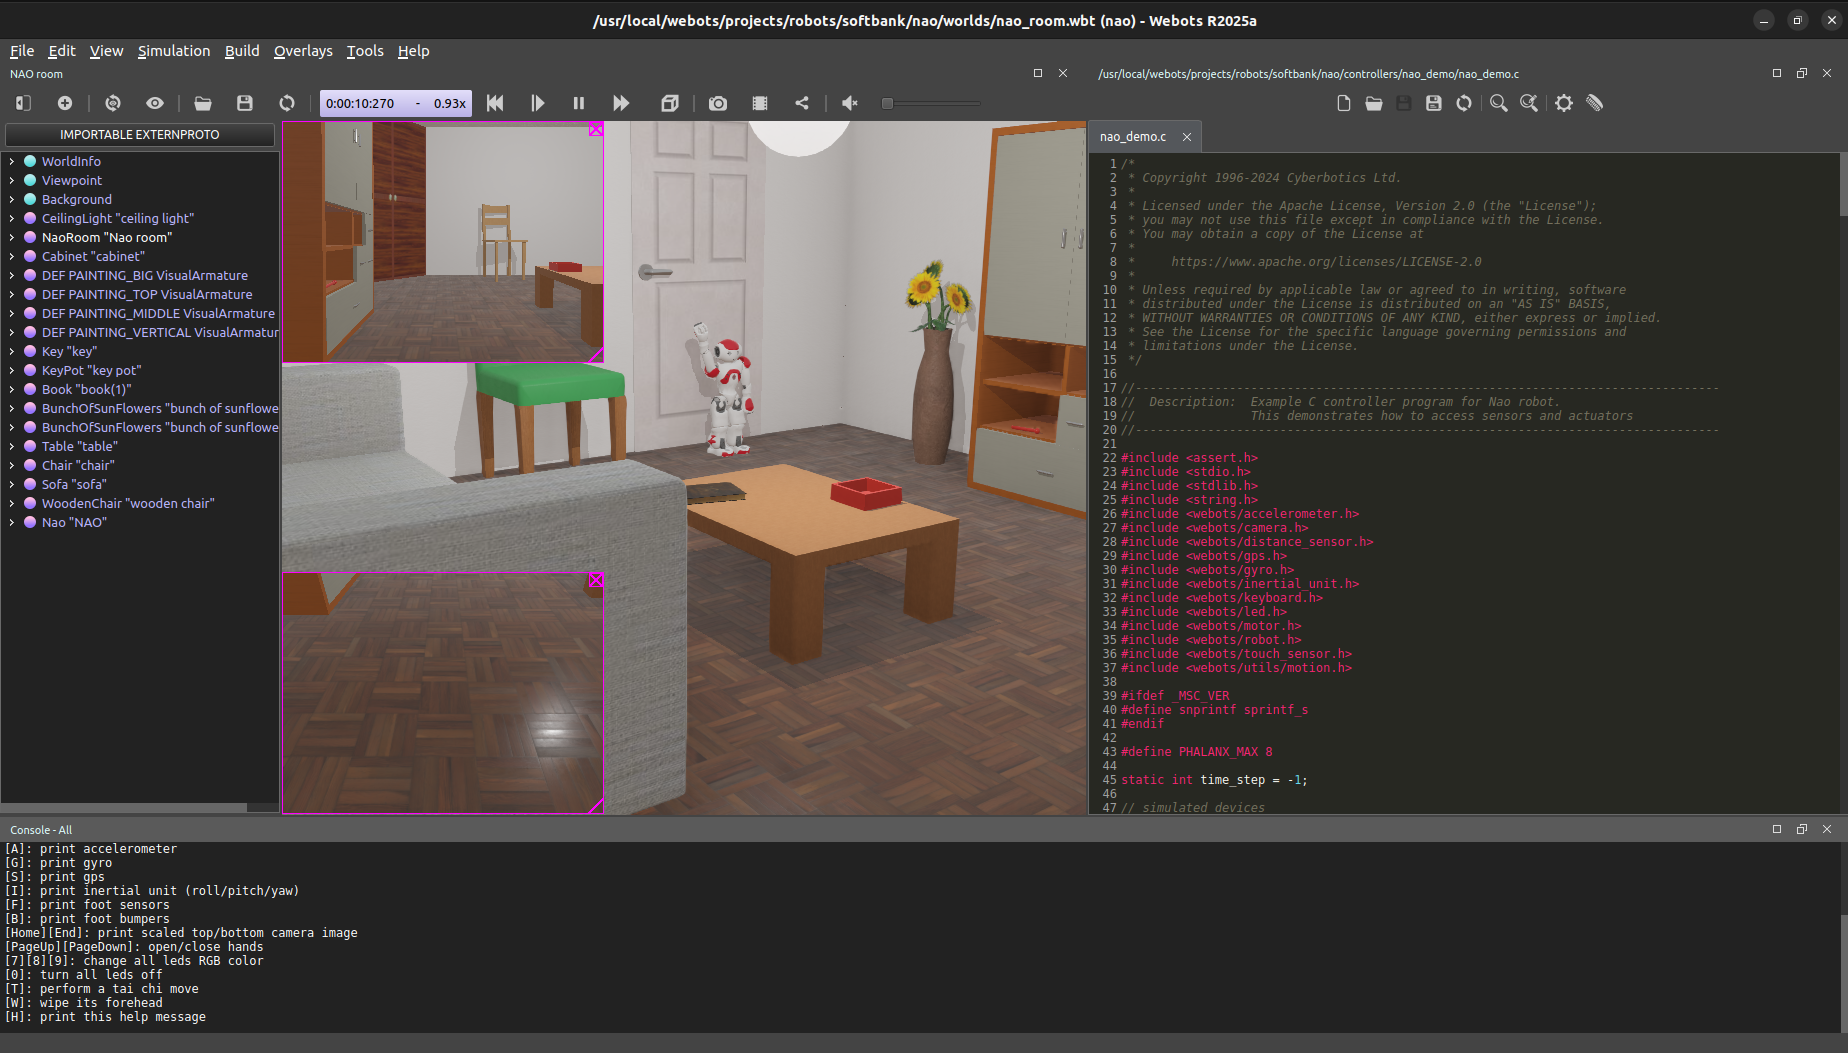 /usr/local/webots/projects/robots/softbank/nao/worlds/nao_room.wbt (nao) - Webots R2025a
File Edit View Simulation Build Overlays Tools Help
NAO room
0:00:10:270 - 0.93x
IMPORTABLE EXTERNPROTO
WorldInfo
Viewpoint
Background
CeilingLight "ceiling light"
NaoRoom "Nao room"
Cabinet "cabinet"
DEF PAINTING_BIG VisualArmature
DEF PAINTING_TOP VisualArmature
DEF PAINTING_MIDDLE VisualArmature
DEF PAINTING_VERTICAL VisualArmatur
Key "key"
KeyPot "key pot"
Book "book(1)"
BunchOfSunFlowers "bunch of sunflowe
BunchOfSunFlowers "bunch of sunflowe
Table "table"
Chair "chair"
Sofa "sofa"
WoodenChair "wooden chair"
Nao "NAO"
/usr/local/webots/projects/robots/softbank/nao/controllers/nao_demo/nao_demo.c
nao_demo.c
1 /*
2 * Copyright 1996-2024 Cyberbotics Ltd.
3 *
4 * Licensed under the Apache License, Version 2.0 (the "License");
5 * you may not use this file except in compliance with the License.
6 * You may obtain a copy of the License at
7 *
8 *     https://www.apache.org/licenses/LICENSE-2.0
9 *
10 * Unless required by applicable law or agreed to in writing, software
11 * distributed under the License is distributed on an "AS IS" BASIS,
12 * WITHOUT WARRANTIES OR CONDITIONS OF ANY KIND, either express or implied.
13 * See the License for the specific language governing permissions and
14 * limitations under the License.
15 */
16
17 //---------------------------------------------------------------------------------
18 //  Description:  Example C controller program for Nao robot.
19 //                This demonstrates how to access sensors and actuators
20 //---------------------------------------------------------------------------------
21
22 #include <assert.h>
23 #include <stdio.h>
24 #include <stdlib.h>
25 #include <string.h>
26 #include <webots/accelerometer.h>
27 #include <webots/camera.h>
28 #include <webots/distance_sensor.h>
29 #include <webots/gps.h>
30 #include <webots/gyro.h>
31 #include <webots/inertial_unit.h>
32 #include <webots/keyboard.h>
33 #include <webots/led.h>
34 #include <webots/motor.h>
35 #include <webots/robot.h>
36 #include <webots/touch_sensor.h>
37 #include <webots/utils/motion.h>
38
39 #ifdef _MSC_VER
40 #define snprintf sprintf_s
41 #endif
42
43 #define PHALANX_MAX 8
44
45 static int time_step = -1;
46
47 // simulated devices
Console - All
[A]: print accelerometer
[G]: print gyro
[S]: print gps
[I]: print inertial unit (roll/pitch/yaw)
[F]: print foot sensors
[B]: print foot bumpers
[Home][End]: print scaled top/bottom camera image
[PageUp][PageDown]: open/close hands
[7][8][9]: change all leds RGB color
[0]: turn all leds off
[T]: perform a tai chi move
[W]: wipe its forehead
[H]: print this help message